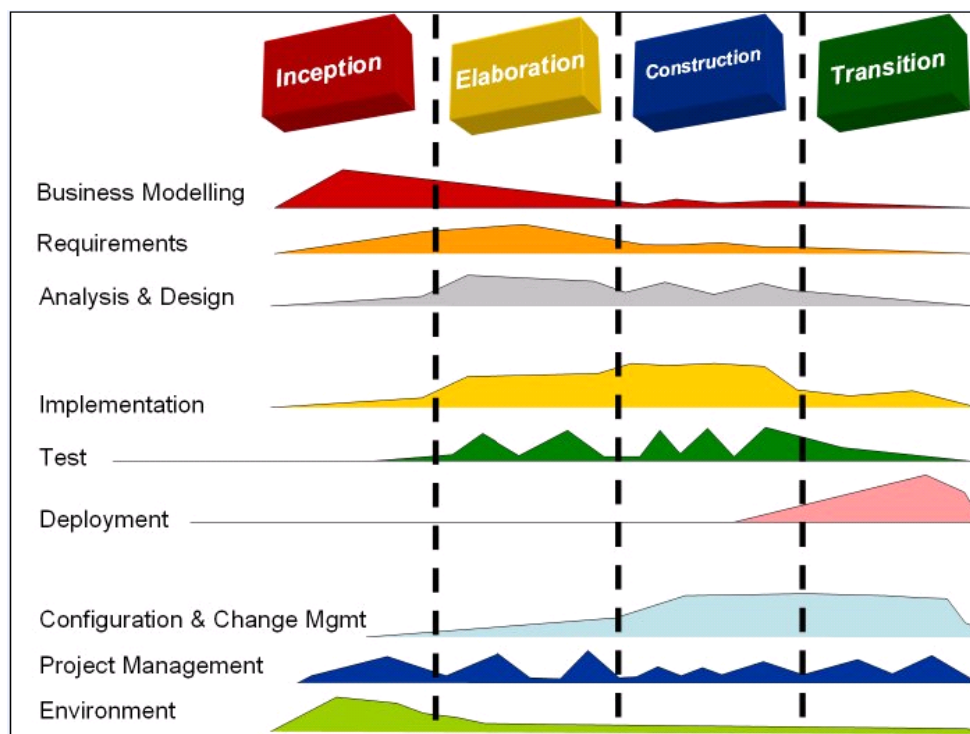 Inception
Elaboration
Construction
Transition
Business Modelling
Requirements
Analysis & Design
Implementation
Test
Deployment
Configuration & Change Mgmt
Project Management
Environment